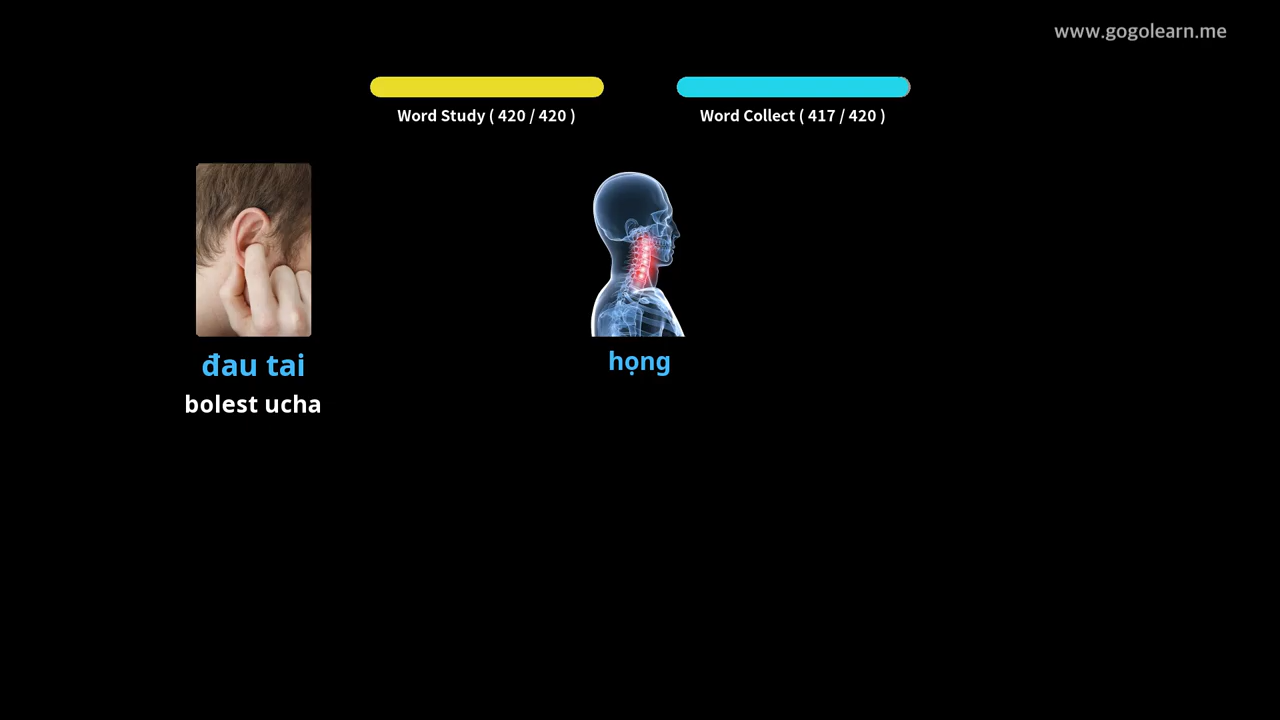 www.gogolearn.me
Word Study ( 420 / 420 )
Word Collect ( 417 / 420 )
đau tai
họng
bolest ucha